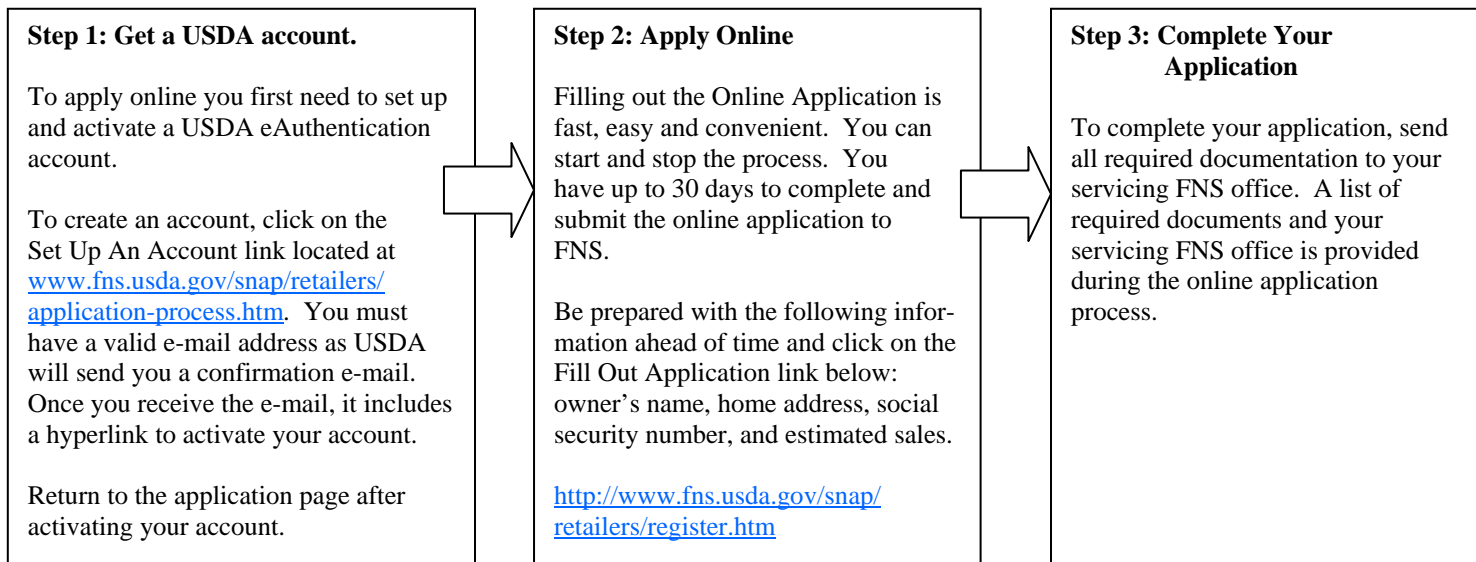 Step 1: Get a USDA account.
To apply online you first need to set up
and activate a USDA eAuthentication
account.
To create an account, click on the
Set Up An Account link located at
www.fns.usda.gov/snap/retailers/
application-process.htm.  You must
have a valid e-mail address as USDA
will send you a confirmation e-mail.
Once you receive the e-mail, it includes
a hyperlink to activate your account.
Return to the application page after
activating your account.
Step 2: Apply Online
Filling out the Online Application is
fast, easy and convenient.  You can
start and stop the process.  You
have up to 30 days to complete and
submit the online application to
FNS.
Be prepared with the following infor-
mation ahead of time and click on the
Fill Out Application link below:
owner’s name, home address, social
security number, and estimated sales.
http://www.fns.usda.gov/snap/
retailers/register.htm
Step 3: Complete Your
Application
To complete your application, send
all required documentation to your
servicing FNS office.  A list of
required documents and your
servicing FNS office is provided
during the online application
process.